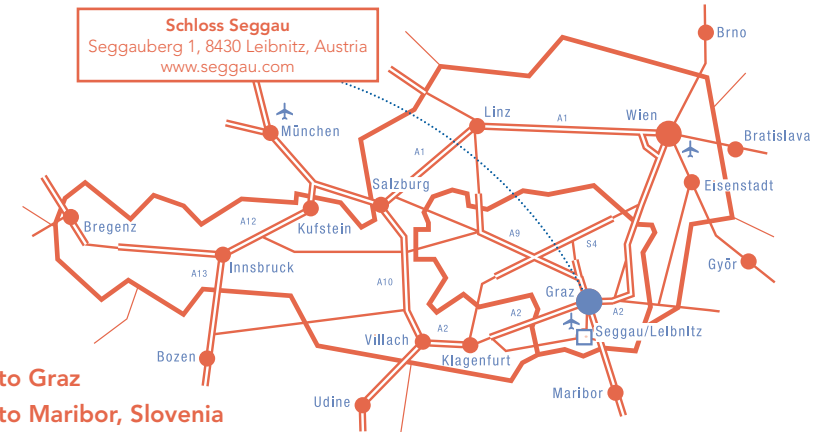 Schloss Seggau
Seggauberg 1, 8430 Leibnitz, Austria
www.seggau.com
Brno
Linz
Wien
A1
München
Bratislava
A1
Salzburg
Eisenstadt
Bregenz
A12
Kufstein
A9
S4
Győr
Innsbruck
A13
A10
Graz
A2
A2
Villach
A2
Seggau/Leibnitz
Klagenfurt
Bozen
to Graz
Maribor
Udine
to Maribor, Slovenia